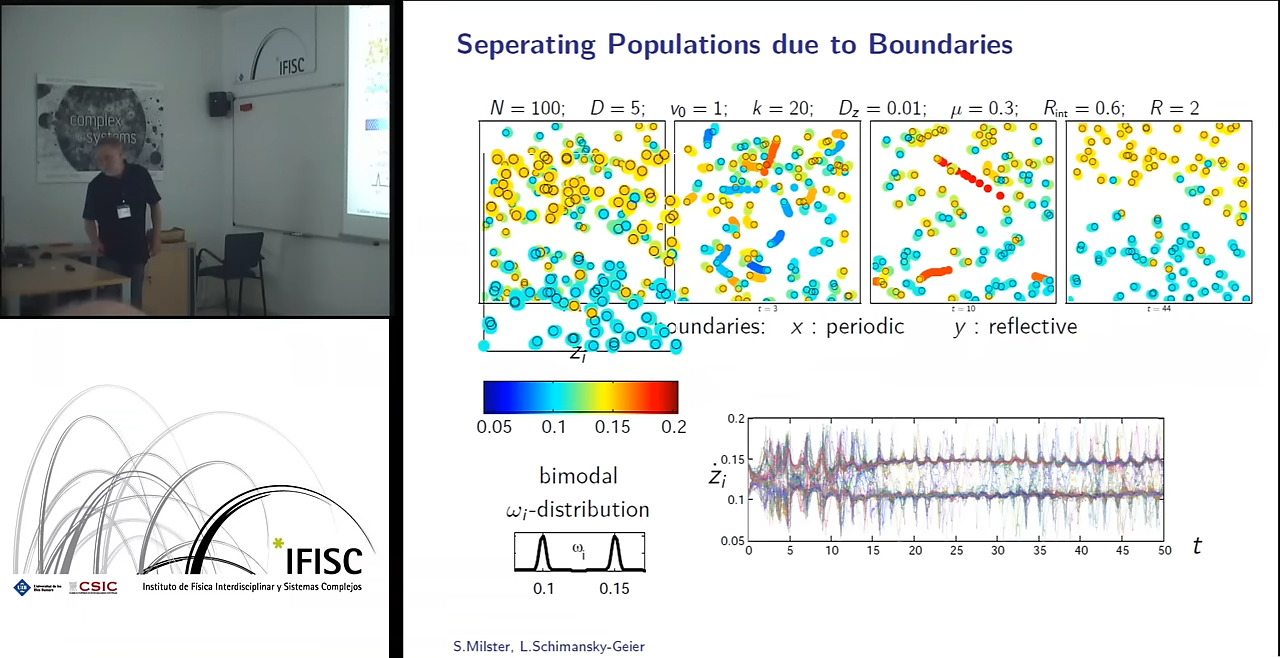 complex
systems
IFISC
Seperating Populations due to Boundaries
N = 100; D = 5; v₀ = 1; k = 20; D_z = 0.01; μ = 0.3; R_int = 0.6; R = 2
t = 3
t = 10
t = 44
oundaries: x : periodic y : reflective
z_i
0.05 0.1 0.15 0.2
bimodal
ω_i-distribution
ω_i
0.1 0.15
0.2
0.15
0.1
0.05
ż_i
0 5 10 15 20 25 30 35 40 45 50
t
S.Milster, L.Schimansky-Geier
*IFISC
CSIC
Instituto de Física Interdisciplinar y Sistemas Complejos